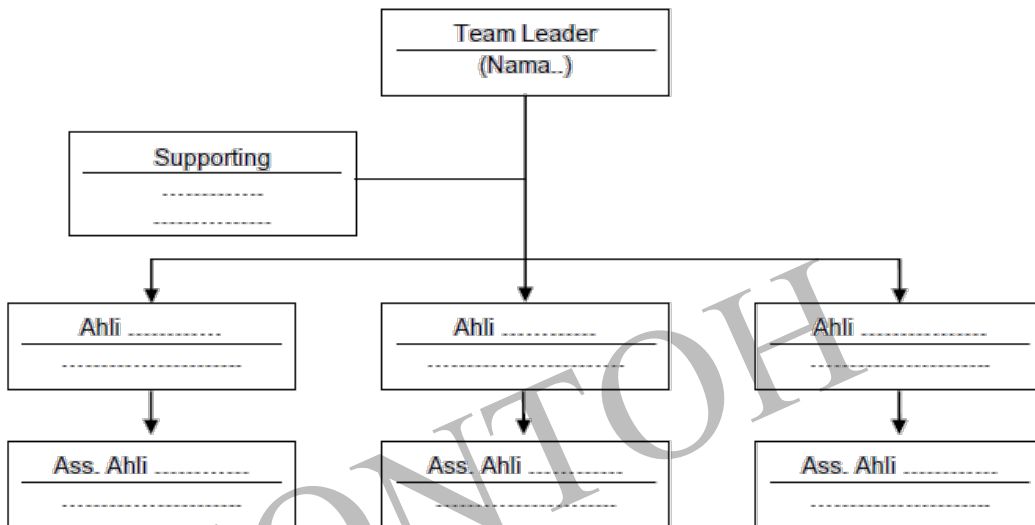 Team Leader
(Nama..)
Supporting
..............
................
Ahli .............
Ahli .............
Ahli .................
.........................
...........................
.....................
Ass. Ahli .............
Ass. Ahli .............
Ass. Ahli .............
.........................
.........................
.........................
CONTOH